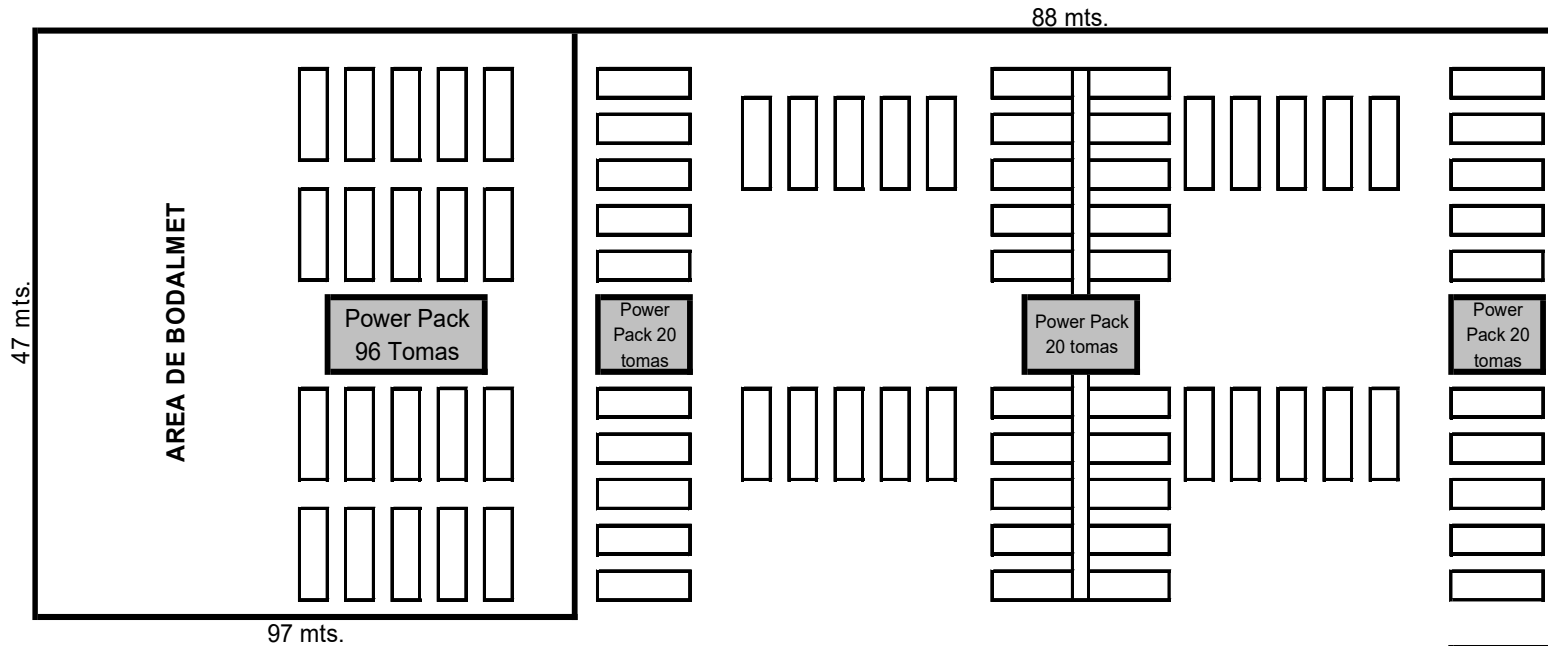 88 mts.
47 mts.
AREA DE BODALMET
Power Pack
96 Tomas
Power
Pack 20
tomas
Power Pack
20 tomas
Power
Pack 20
tomas
97 mts.